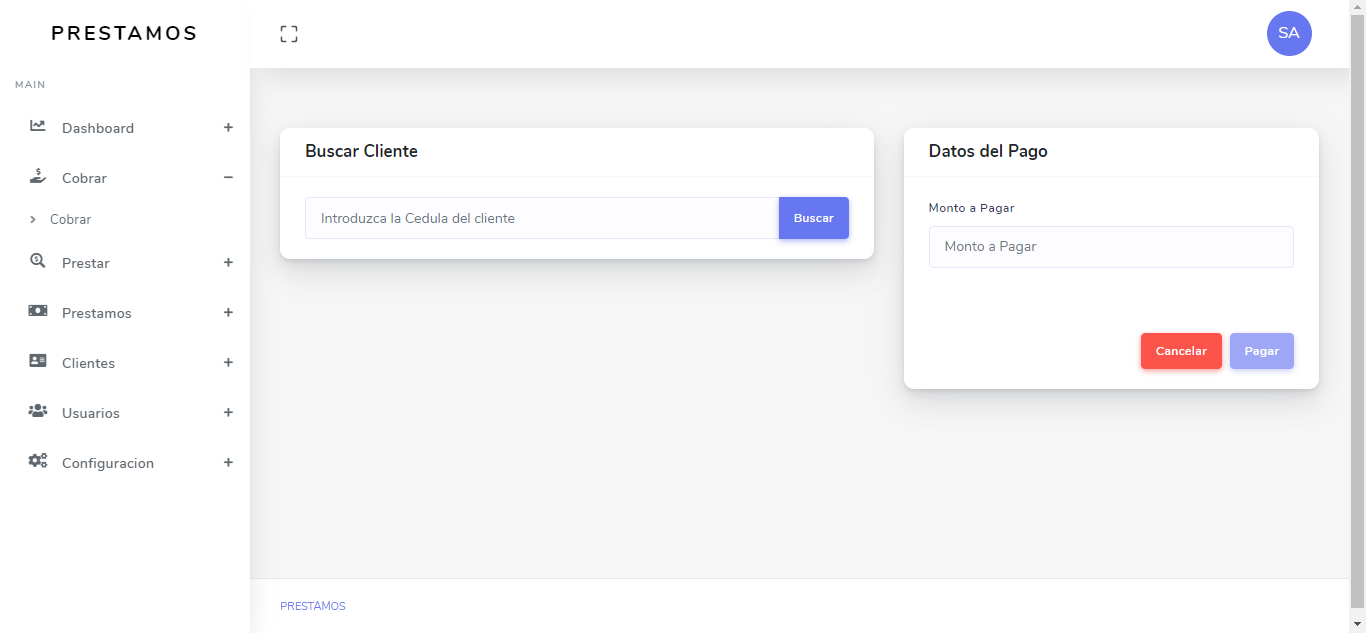 PRESTAMOS
SA
MAIN
Dashboard
Cobrar
Cobrar
Prestar
Prestamos
Clientes
Usuarios
Configuracion
Buscar Cliente
Introduzca la Cedula del cliente
Buscar
Datos del Pago
Monto a Pagar
Monto a Pagar
Cancelar
Pagar
PRESTAMOS